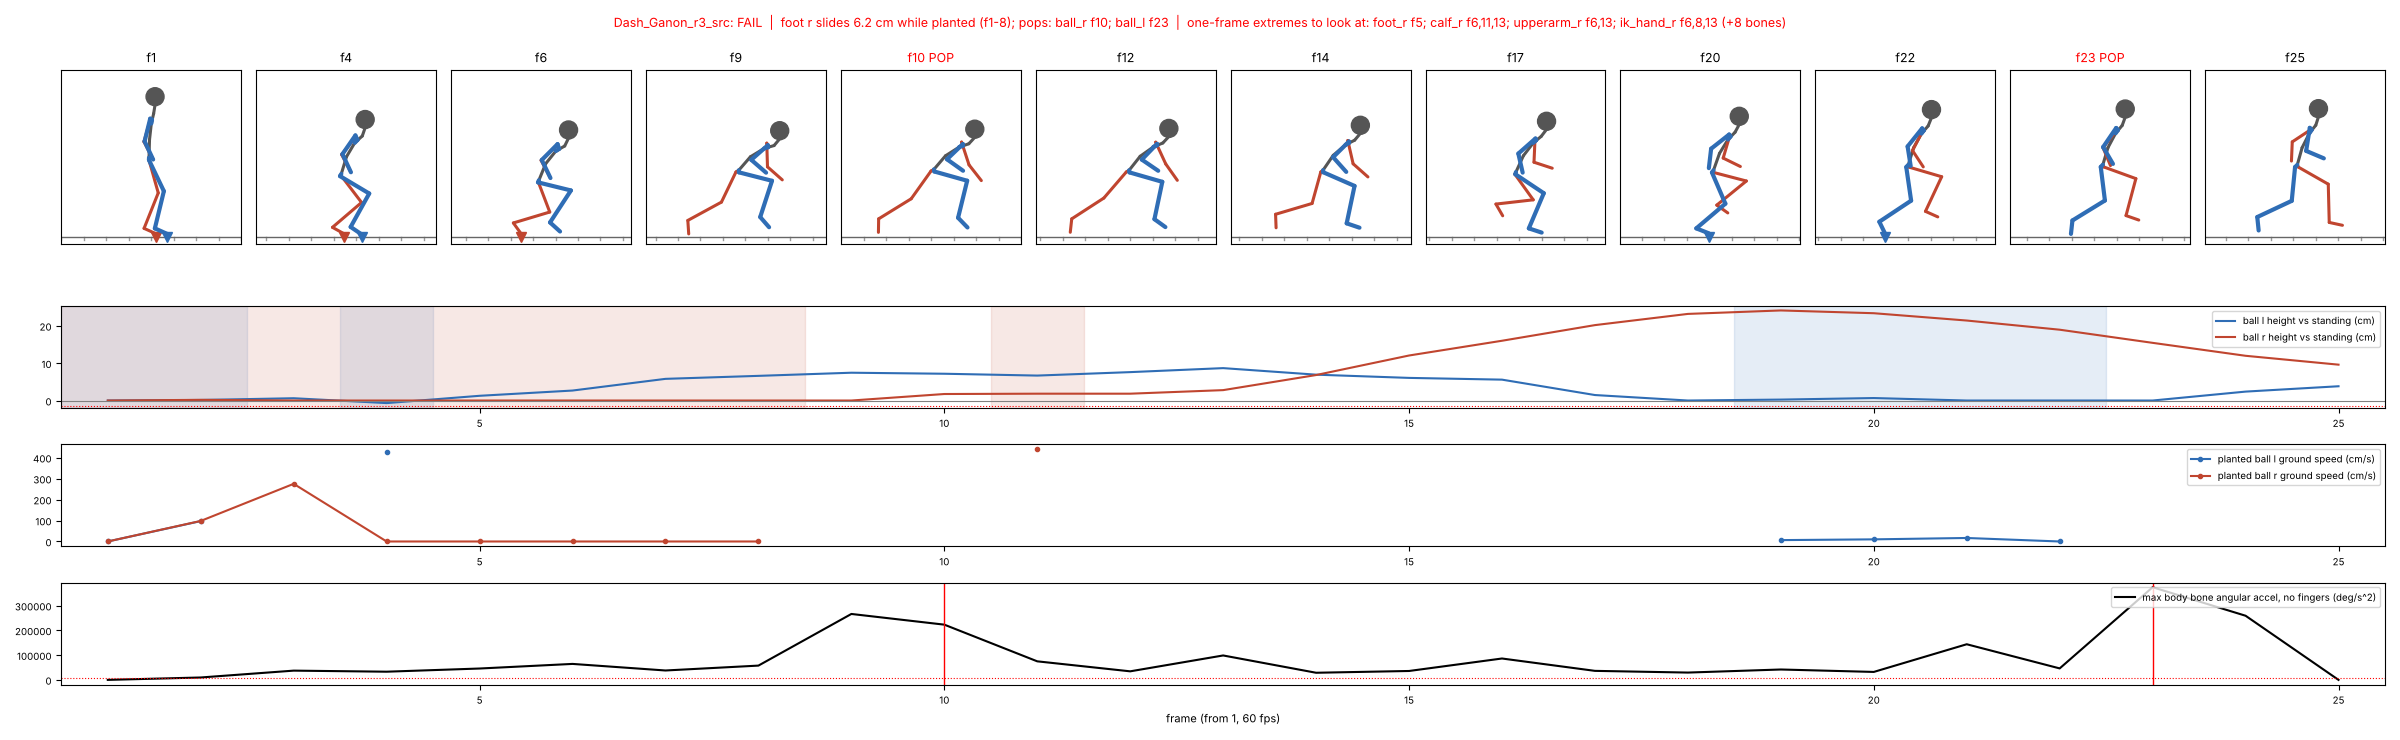 Dash_Ganon_r3_src: FAIL | foot r slides 6.2 cm while planted (f1-8); pops: ball_r f10; ball_l f23 | one-frame extremes to look at: foot_r f5; calf_r f6,11,13; upperarm_r f6,13; ik_hand_r f6,8,13 (+8 bones)
f1 f4 f6 f9 f10 POP f12 f14 f17 f20 f22 f23 POP f25
ball l height vs standing (cm)
ball r height vs standing (cm)
20
10
0
5 10 15 20 25
planted ball l ground speed (cm/s)
planted ball r ground speed (cm/s)
400
300
200
100
0
5 10 15 20 25
max body bone angular accel, no fingers (deg/s^2)
300000
200000
100000
0
5 10 15 20 25
frame (from 1, 60 fps)